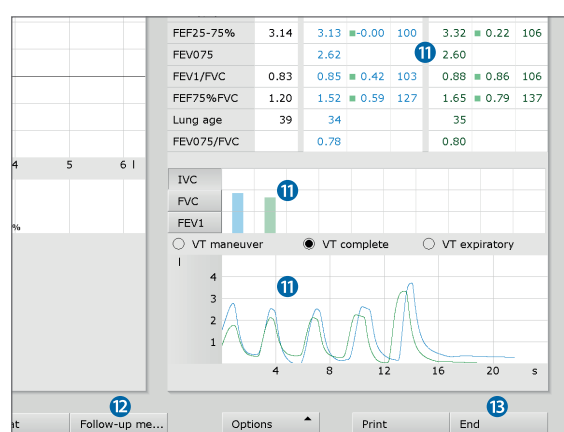 FEF25-75% 3.14 3.13 -0.00 100 3.32 0.22 106
FEV075 2.62 11 2.60
FEV1/FVC 0.83 0.85 0.42 103 0.88 0.86 106
FEF75%FVC 1.20 1.52 0.59 127 1.65 0.79 137
Lung age 39 34 35
FEV075/FVC 0.78 0.80
4 5 6 l
%
IVC
FVC
FEV1
11
VT maneuver VT complete VT expiratory
l
4
3
2
1
11
4 8 12 16 20 s
12 13
at Follow-up me... Options Print End